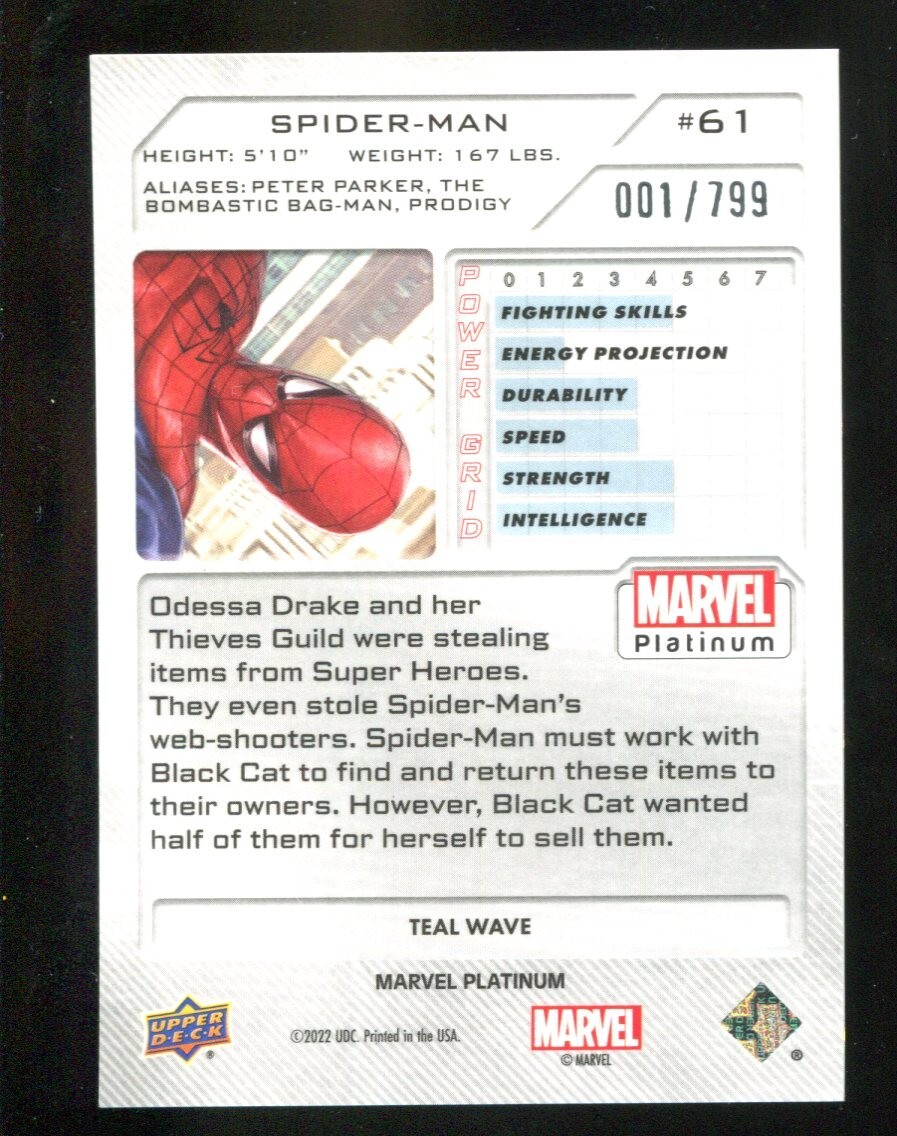 SPIDER-MAN
#61
HEIGHT: 5'10" WEIGHT: 167 LBS.
ALIASES: PETER PARKER, THE
BOMBASTIC BAG-MAN, PRODIGY
001/799
POWER GRID
0 1 2 3 4 5 6 7
FIGHTING SKILLS
ENERGY PROJECTION
DURABILITY
SPEED
STRENGTH
INTELLIGENCE
MARVEL
Platinum
Odessa Drake and her
Thieves Guild were stealing
items from Super Heroes.
They even stole Spider-Man's
web-shooters. Spider-Man must work with
Black Cat to find and return these items to
their owners. However, Black Cat wanted
half of them for herself to sell them.
TEAL WAVE
MARVEL PLATINUM
UPPER
D·E·C·K
®
©2022 UDC. Printed in the USA.
MARVEL
© MARVEL
®